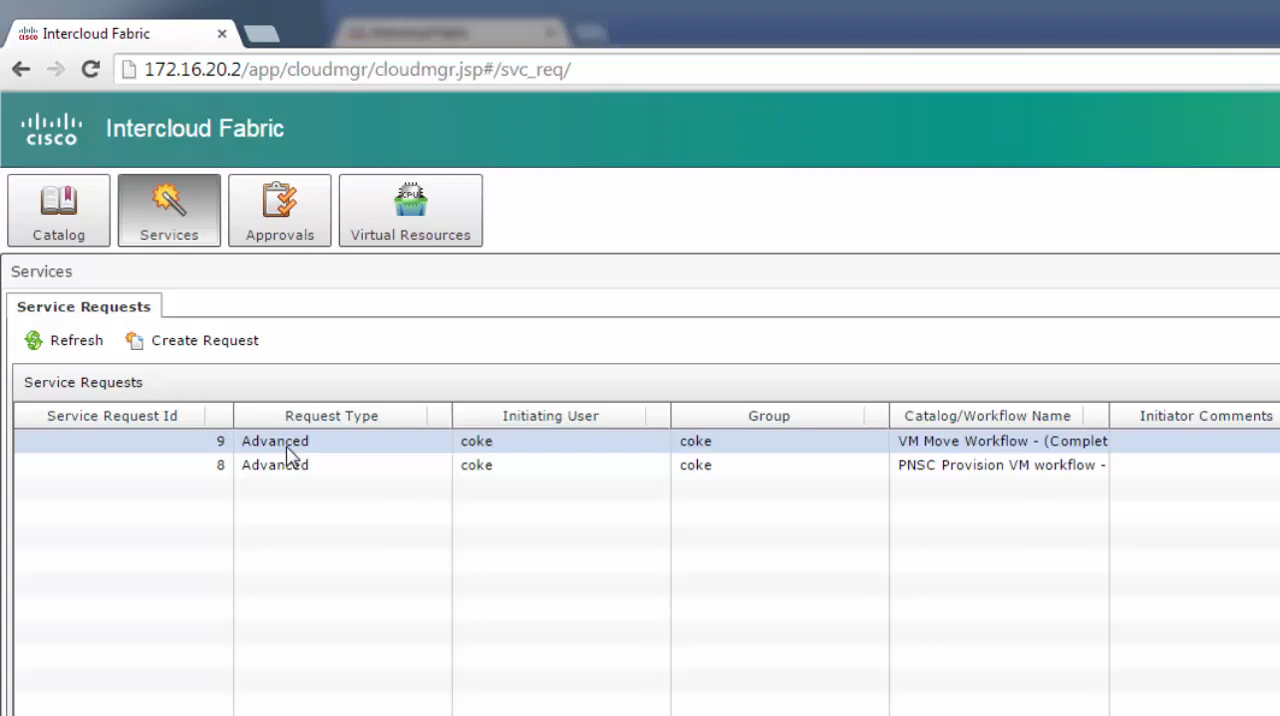 Intercloud Fabric
172.16.20.2/app/cloudmgr/cloudmgr.jsp#/svc_req/
CISCO Intercloud Fabric
Catalog Services Approvals CPU Virtual Resources
Services
Service Requests
Refresh Create Request
Service Requests
Service Request Id Request Type Initiating User Group Catalog/Workflow Name Initiator Comments
9 Advanced coke coke VM Move Workflow - (Complet
8 Advanced coke coke PNSC Provision VM workflow -